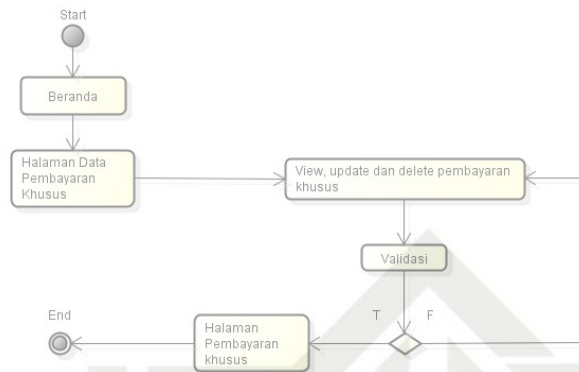 Start
Beranda
Halaman Data
Pembayaran
Khusus
View, update dan delete pembayaran
khusus
Validasi
T
F
End
Halaman
Pembayaran
khusus